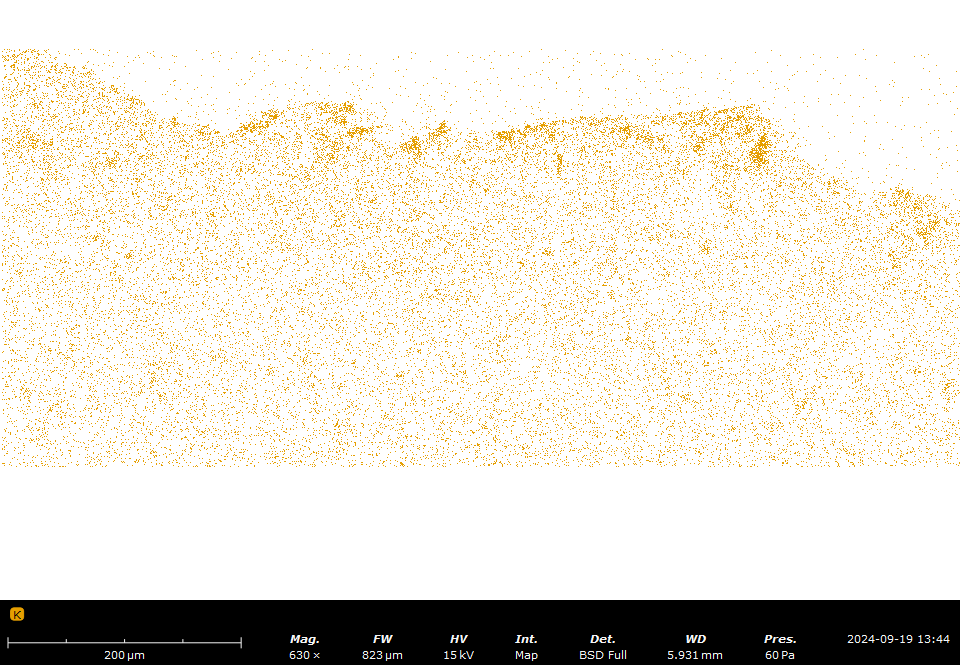 K
Mag. FW HV Int. Det. WD Pres. 2024-09-19 13:44
200 µm 630 × 823 µm 15 kV Map BSD Full 5.931 mm 60 Pa